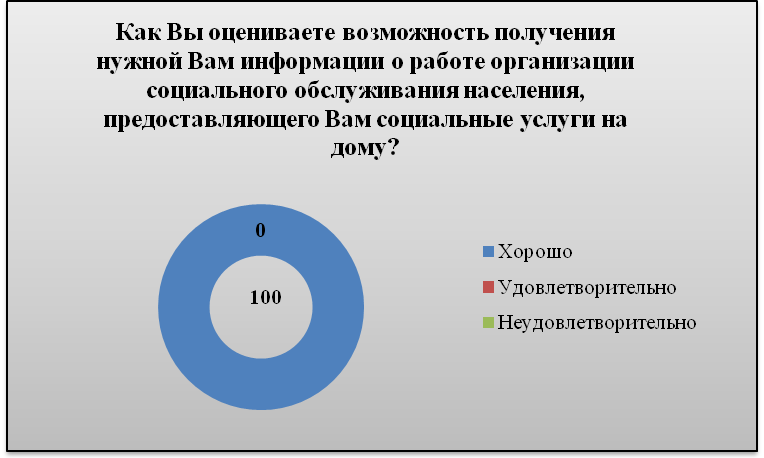 Как Вы оцениваете возможность получения
нужной Вам информации о работе организации
социального обслуживания населения,
предоставляющего Вам социальные услуги на
дому?
0
100
Хорошо
Удовлетворительно
Неудовлетворительно